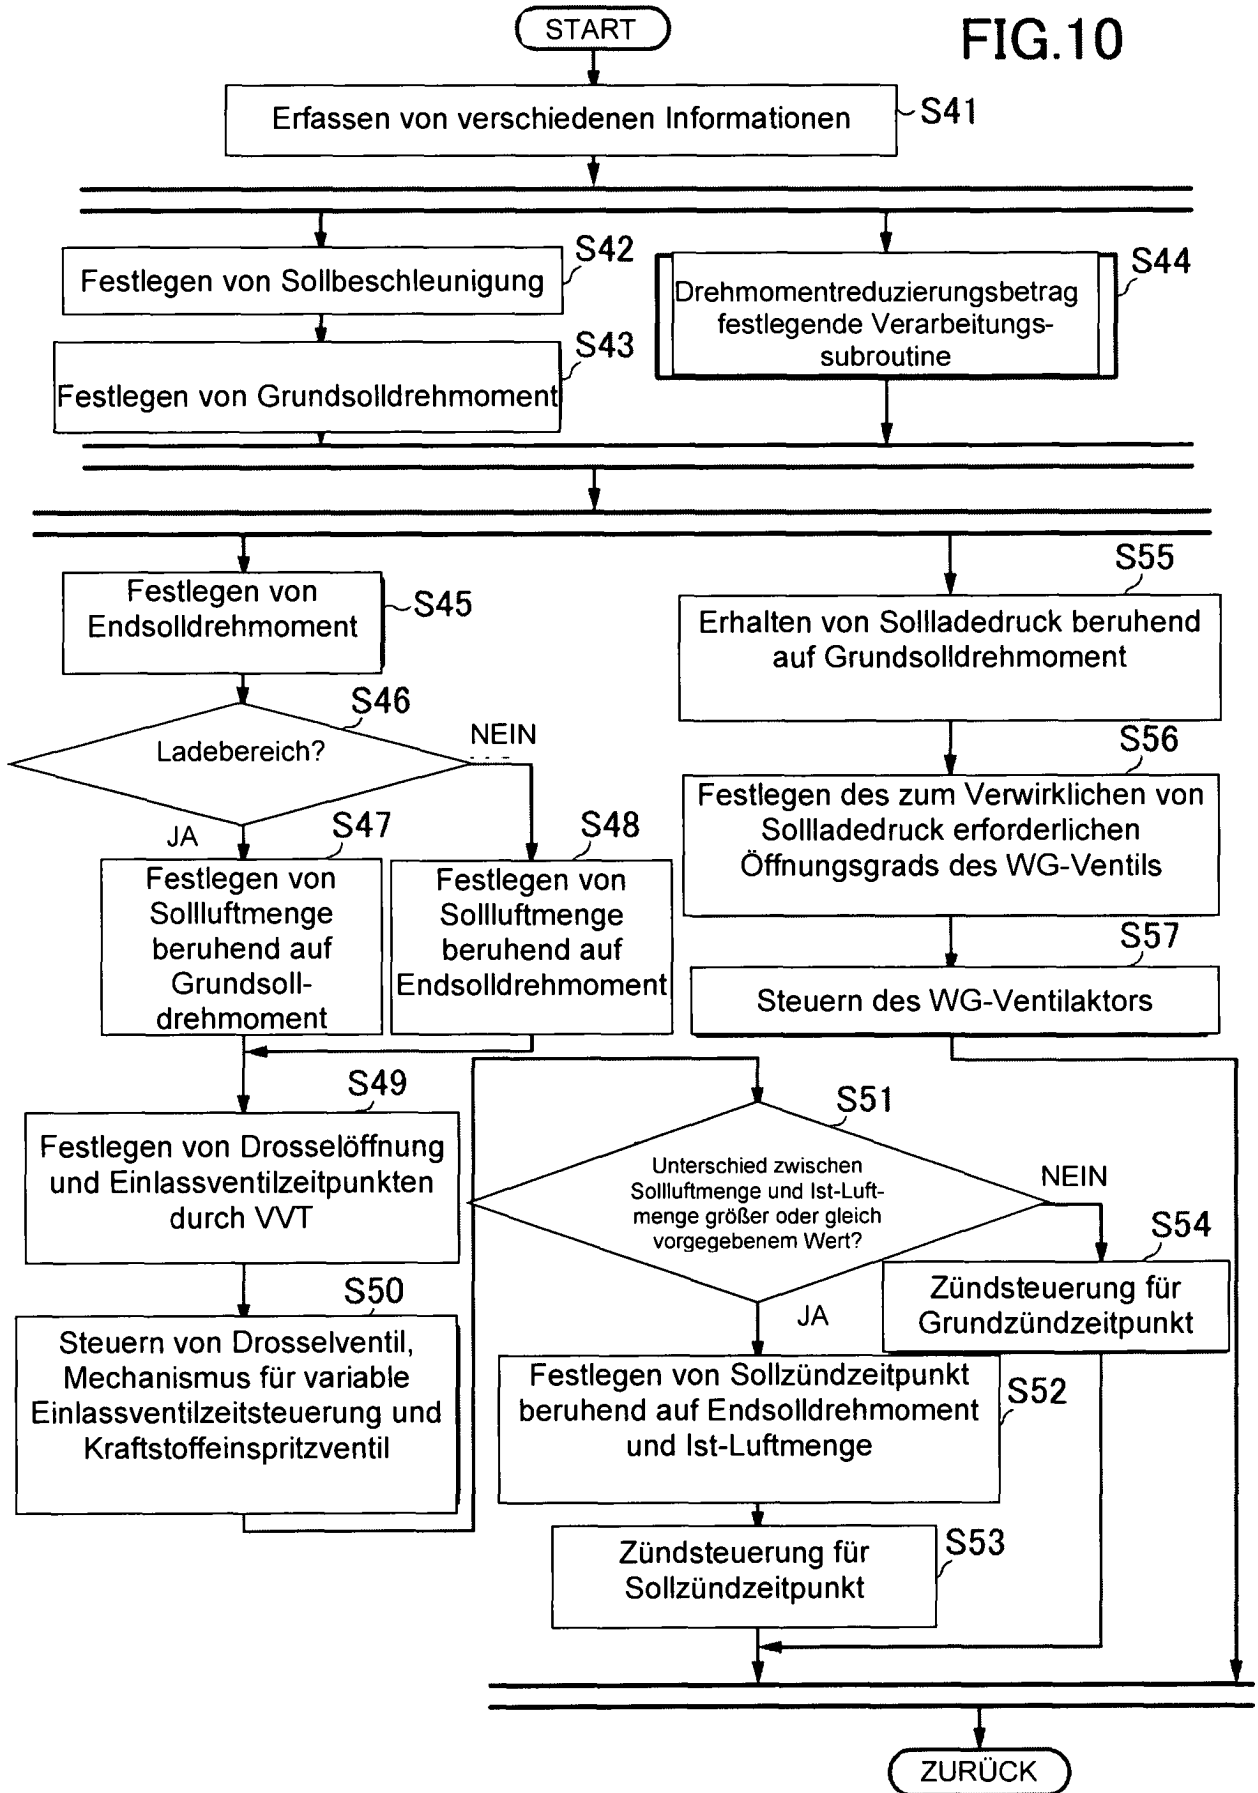 START
FIG.10
Erfassen von verschiedenen Informationen
S41
S42
Festlegen von Sollbeschleunigung
S43
Festlegen von Grundsolldrehmoment
S44
Drehmomentreduzierungsbetrag
festlegende Verarbeitungs-
subroutine
Festlegen von
Endsolldrehmoment
S45
S46
Ladebereich?
NEIN
JA
S47
Festlegen von
Sollluftmenge
beruhend auf
Grundsoll-
drehmoment
S48
Festlegen von
Sollluftmenge
beruhend auf
Endsolldrehmoment
S49
Festlegen von Drosselöffnung
und Einlassventilzeitpunkten
durch VVT
S50
Steuern von Drosselventil,
Mechanismus für variable
Einlassventilzeitsteuerung und
Kraftstoffeinspritzventil
S51
Unterschied zwischen
Sollluftmenge und Ist-Luft-
menge größer oder gleich
vorgegebenem Wert?
NEIN
JA
S54
Zündsteuerung für
Grundzündzeitpunkt
Festlegen von Sollzündzeitpunkt
beruhend auf Endsolldrehmoment
und Ist-Luftmenge
S52
Zündsteuerung für
Sollzündzeitpunkt
S53
S55
Erhalten von Sollladedruck beruhend
auf Grundsolldrehmoment
S56
Festlegen des zum Verwirklichen von
Sollladedruck erforderlichen
Öffnungsgrads des WG-Ventils
S57
Steuern des WG-Ventilaktors
ZURÜCK